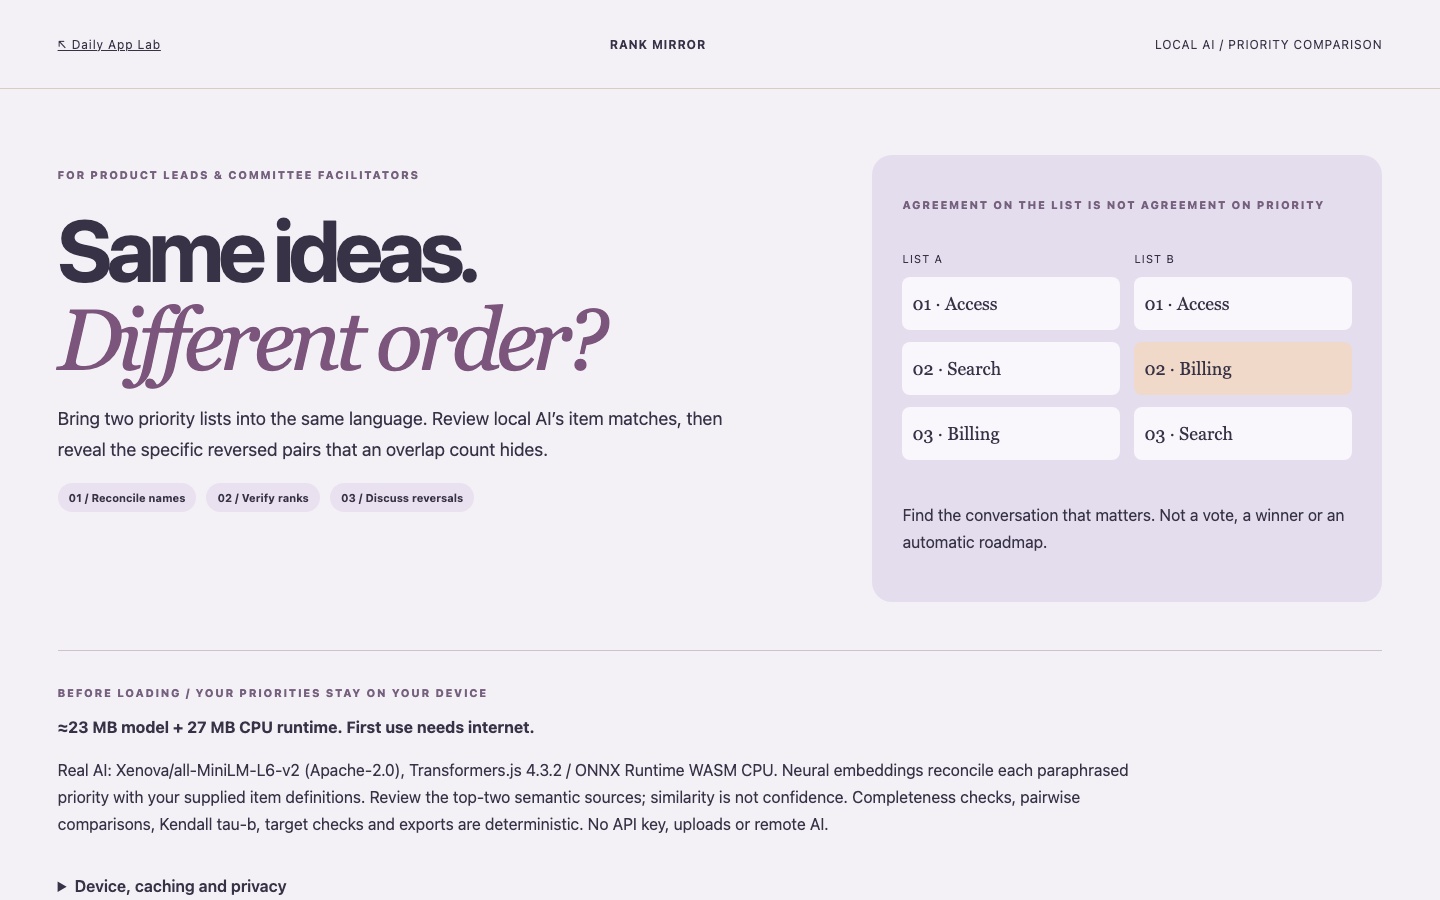 ↖ Daily App Lab
RANK MIRROR
LOCAL AI / PRIORITY COMPARISON
FOR PRODUCT LEADS & COMMITTEE FACILITATORS
Same ideas.
Different order?
Bring two priority lists into the same language. Review local AI’s item matches, then
reveal the specific reversed pairs that an overlap count hides.
01 / Reconcile names
02 / Verify ranks
03 / Discuss reversals
AGREEMENT ON THE LIST IS NOT AGREEMENT ON PRIORITY
LIST A
01 · Access
02 · Search
03 · Billing
LIST B
01 · Access
02 · Billing
03 · Search
Find the conversation that matters. Not a vote, a winner or an
automatic roadmap.
BEFORE LOADING / YOUR PRIORITIES STAY ON YOUR DEVICE
≈23 MB model + 27 MB CPU runtime. First use needs internet.
Real AI: Xenova/all-MiniLM-L6-v2 (Apache-2.0), Transformers.js 4.3.2 / ONNX Runtime WASM CPU. Neural embeddings reconcile each paraphrased
priority with your supplied item definitions. Review the top-two semantic sources; similarity is not confidence. Completeness checks, pairwise
comparisons, Kendall tau-b, target checks and exports are deterministic. No API key, uploads or remote AI.
▶ Device, caching and privacy